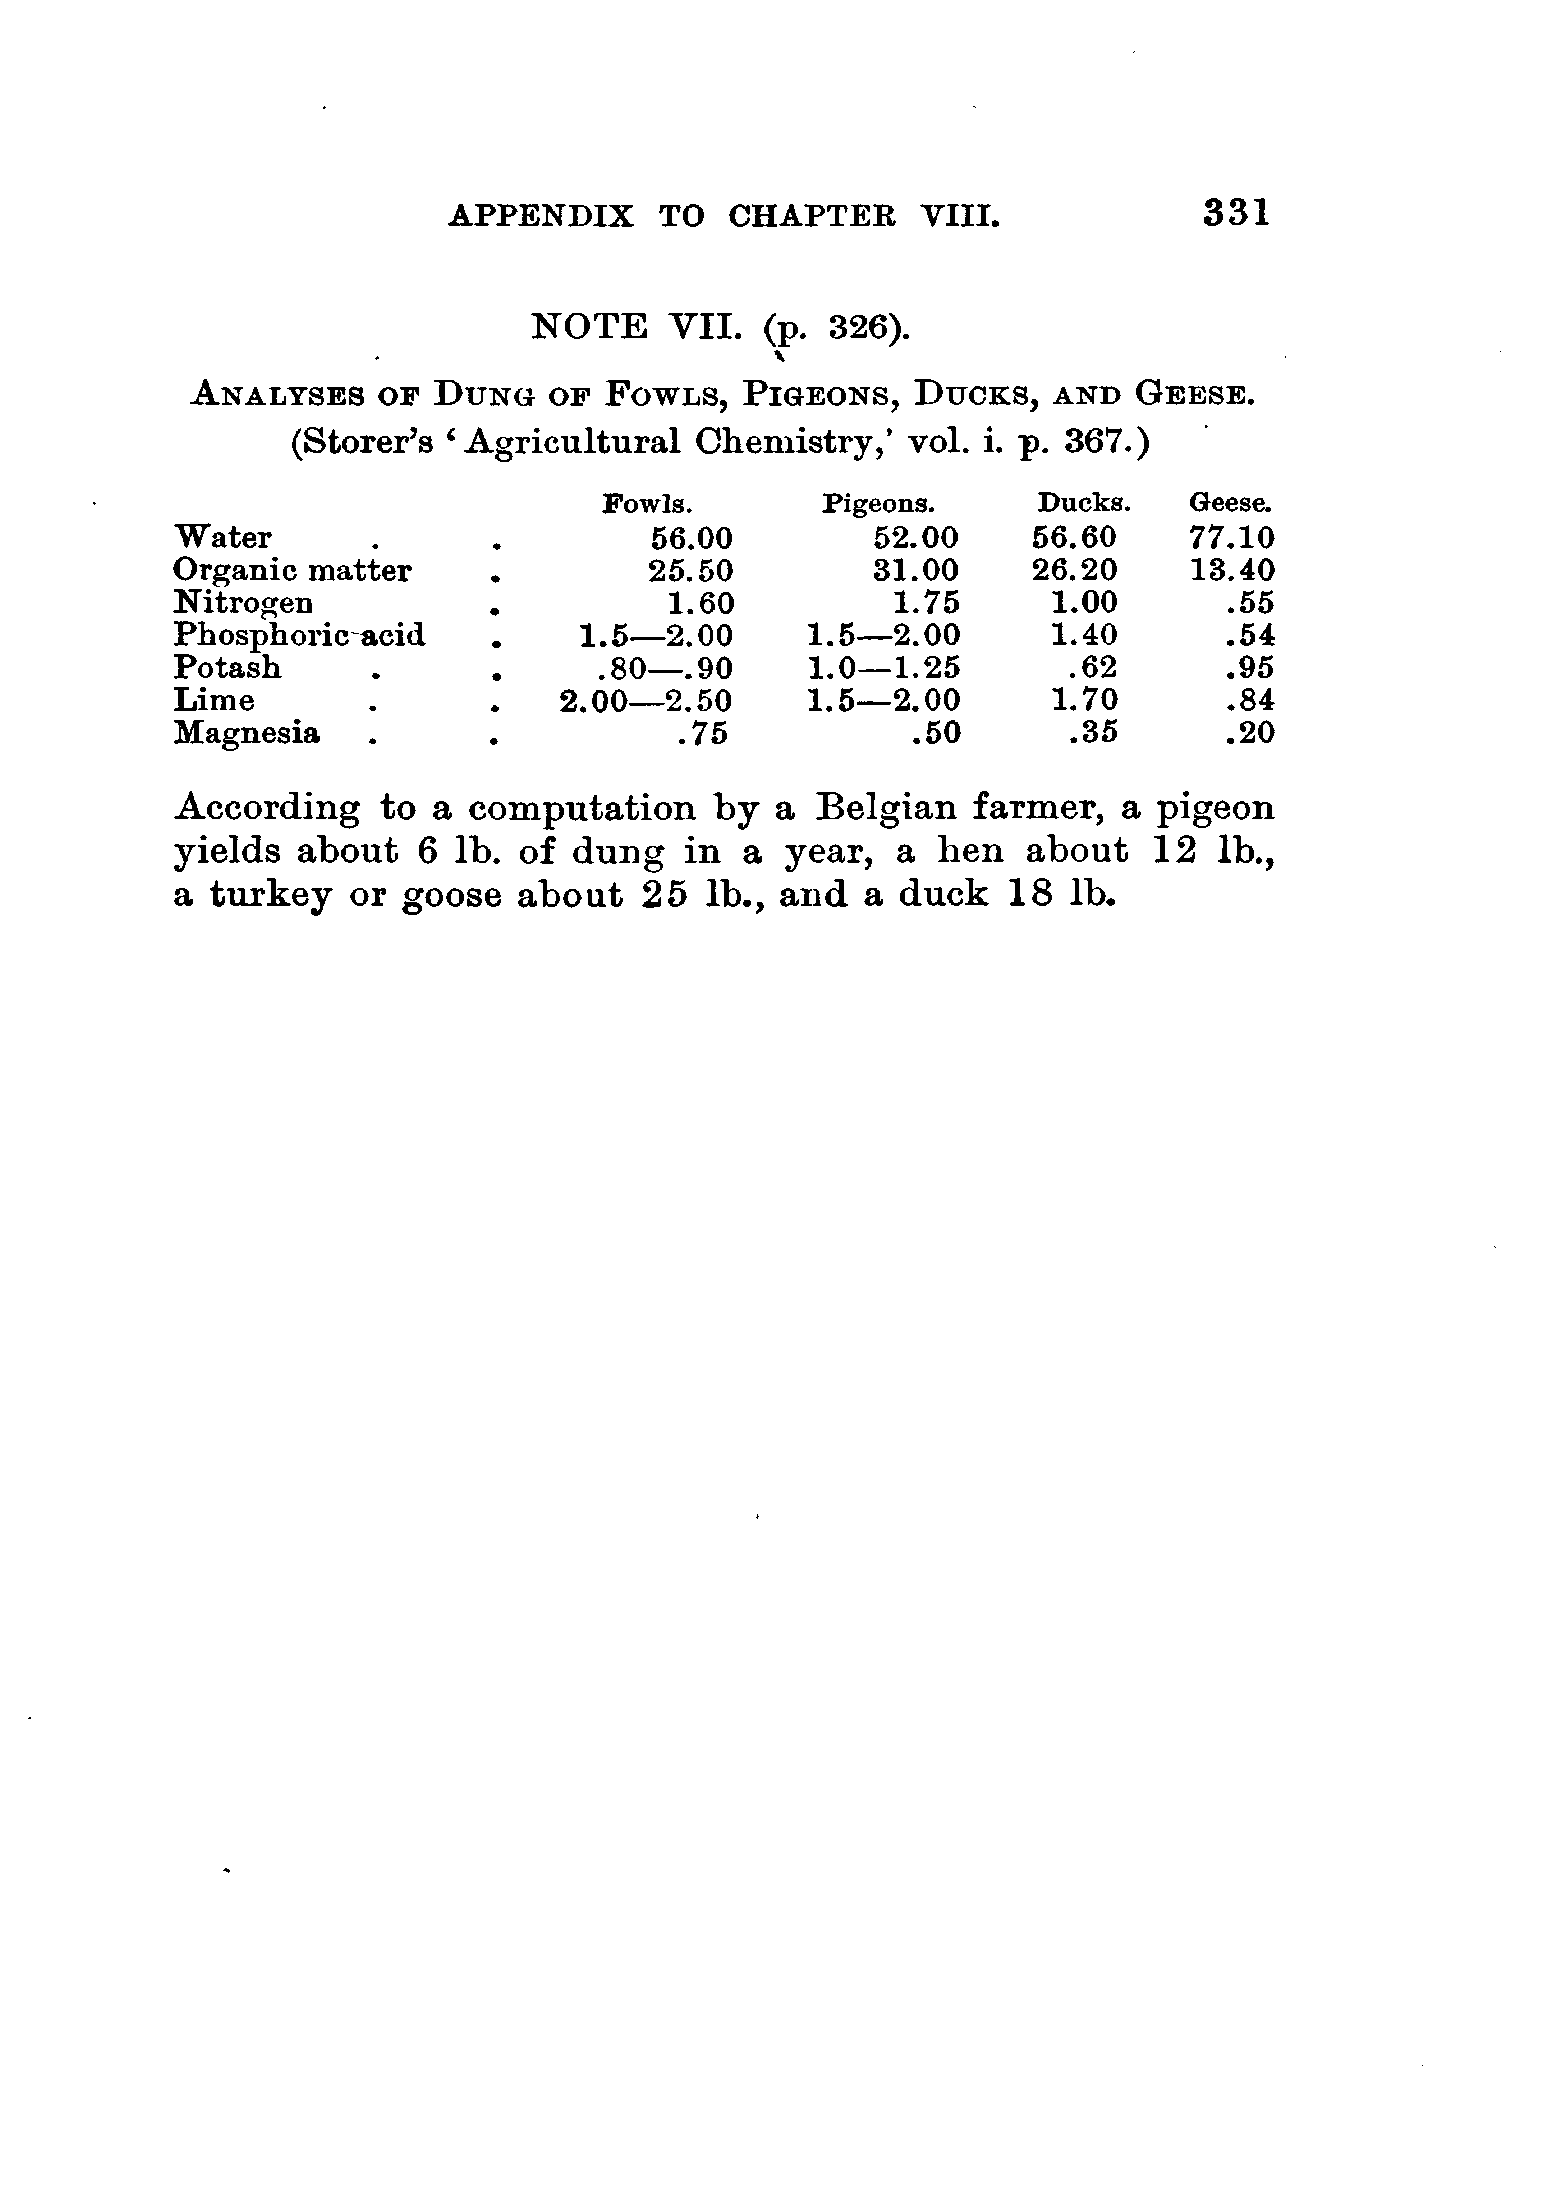 APPENDIX TO CHAPTER VIII. 331
NOTE VII. (p. 326).
ANALYSES OF DUNG OF FOWLS, PIGEONS, DUCKS, AND GEESE.
(Storer's ‘Agricultural Chemistry,’ vol. i. p. 367.)
Fowls. Pigeons. Ducks. Geese.
Water . . 56.00 52.00 56.60 77.10
Organic matter . 25.50 31.00 26.20 13.40
Nitrogen . 1.60 1.75 1.00 .55
Phosphoric acid . 1.5—2.00 1.5—2.00 1.40 .54
Potash . . .80—.90 1.0—1.25 .62 .95
Lime . . 2.00—2.50 1.5—2.00 1.70 .84
Magnesia . . .75 .50 .35 .20
According to a computation by a Belgian farmer, a pigeon
yields about 6 lb. of dung in a year, a hen about 12 lb.,
a turkey or goose about 25 lb., and a duck 18 lb.